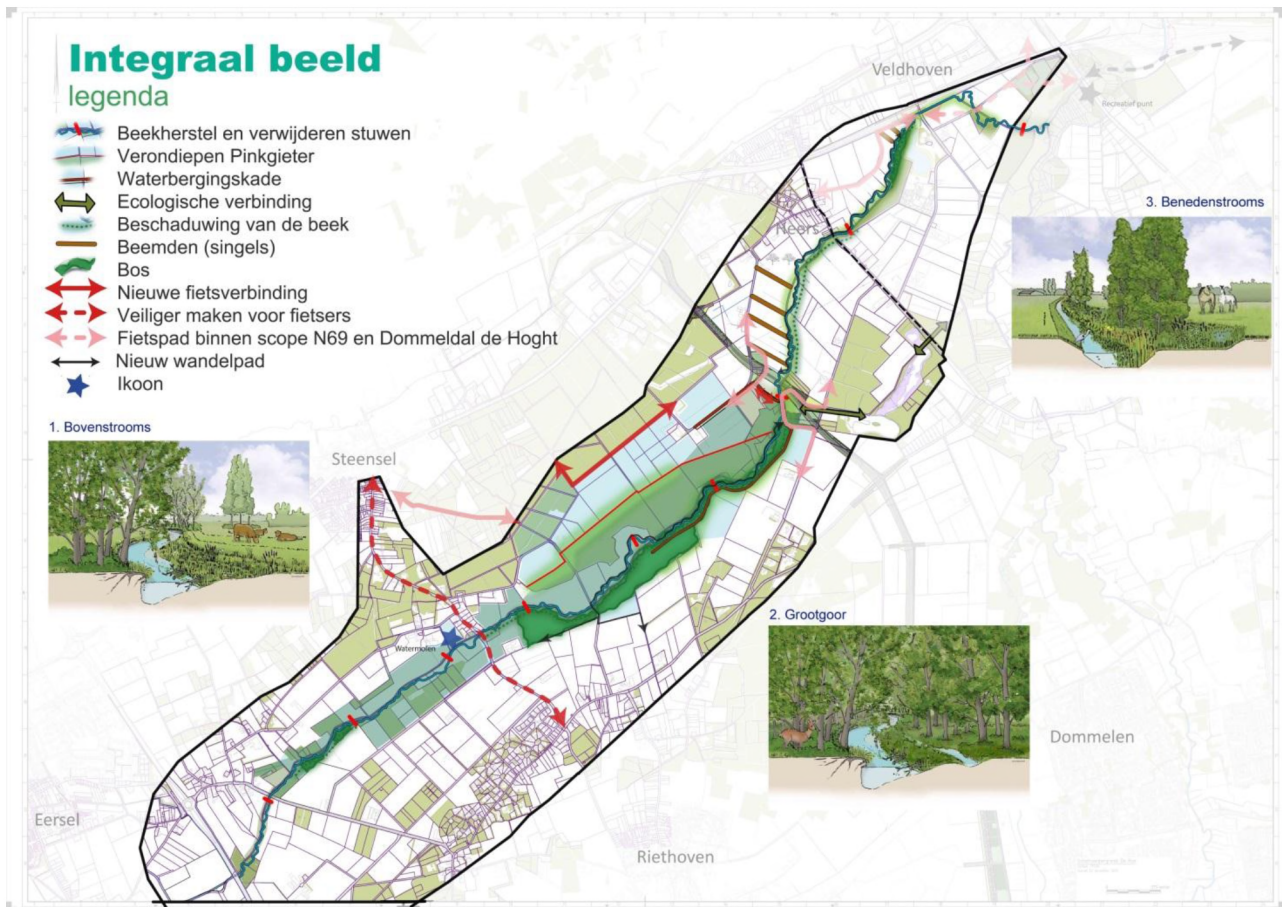 Integraal beeld
legenda
Beekherstel en verwijderen stuwen
Verondiepen Pinkgieter
Waterbergingskade
Ecologische verbinding
Beschaduwing van de beek
Beemden (singels)
Bos
Nieuwe fietsverbinding
Veiliger maken voor fietsers
Fietspad binnen scope N69 en Dommeldal de Hoght
Nieuw wandelpad
Ikoon
Veldhoven
Recreatief punt
3. Benedenstrooms
Heers
1. Bovenstrooms
Steensel
Watermolen
2. Grootgoor
Dommelen
Eersel
Riethoven